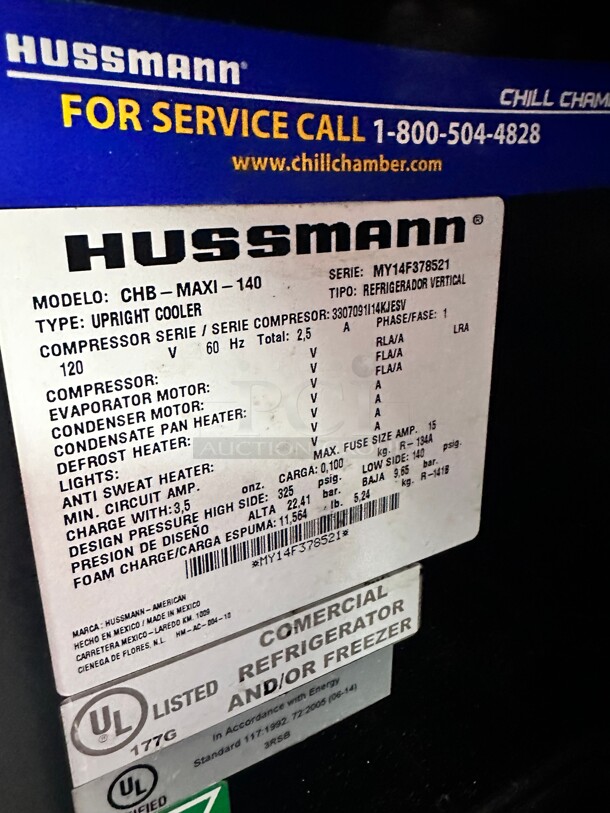 HUSSMANN®
CHILL CHAM
FOR SERVICE CALL 1-800-504-4828
www.chillchamber.com
HUSSMANN®
MODELO: CHB-MAXI-140
SERIE: MY14F378521
TYPE: UPRIGHT COOLER
TIPO: REFRIGERADOR VERTICAL
COMPRESSOR SERIE / SERIE COMPRESOR: 3307091I14KJESV
120 V 60 Hz Total: 2,5 A PHASE/FASE: 1
COMPRESSOR: V RLA/A LRA
EVAPORATOR MOTOR: V FLA/A
CONDENSER MOTOR: V FLA/A
CONDENSATE PAN HEATER: V A
DEFROST HEATER: V A
LIGHTS: V A
ANTI SWEAT HEATER:
MIN. CIRCUIT AMP. MAX. FUSE SIZE AMP. 15
CHARGE WITH: 3,5 onz. CARGA: 0,100 kg. R-134A
DESIGN PRESSURE HIGH SIDE: 325 psig. LOW SIDE: 140 psig.
PRESION DE DISEÑO ALTA 22,41 bar. BAJA 9,65 bar.
FOAM CHARGE/CARGA ESPUMA: 11,564 lb. 5,24 kg. R-141B
*MY14F378521*
MARCA: HUSSMANN-AMERICAN
HECHO EN MEXICO / MADE IN MEXICO
CARRETERA MEXICO-LAREDO KM. 1009
CIENEGA DE FLORES, N.L. HM-AC-004-10
UL LISTED
177G
COMERCIAL
REFRIGERATOR
AND/OR FREEZER
In Accordance with Energy
Standard 117:1992, 72:2005 (06-14)
3RSB
UL
IFIED
PCI
AUCTION